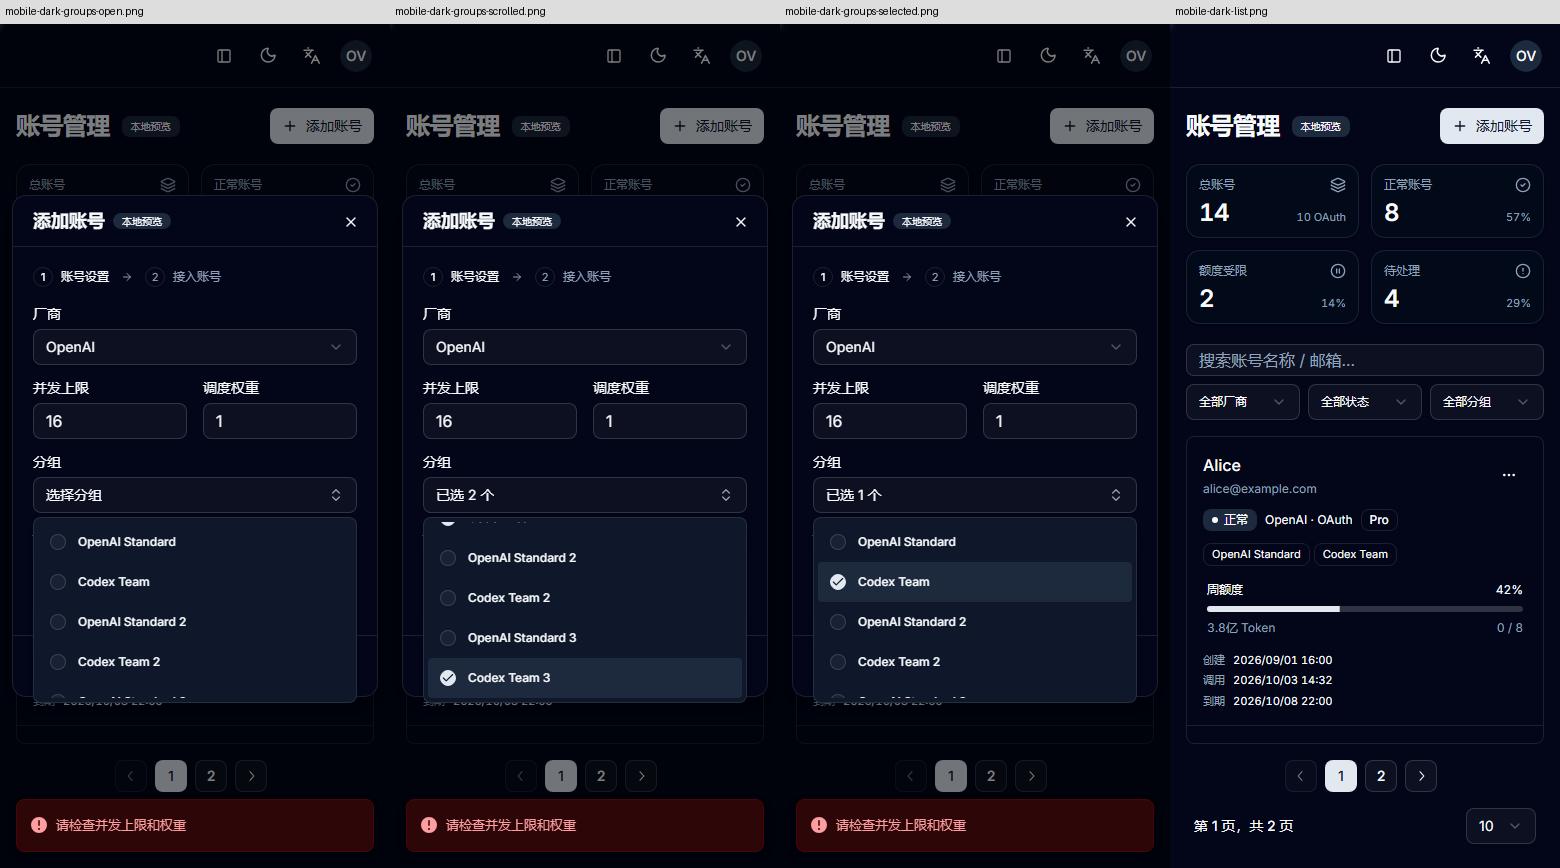 mobile-dark-groups-open.png
OV
账号管理 本地预览 + 添加账号
总账号 正常账号
添加账号 本地预览
1 账号设置 → 2 接入账号
厂商
OpenAI
并发上限 调度权重
16 1
分组
选择分组
OpenAI Standard
Codex Team
OpenAI Standard 2
Codex Team 2
1 2
请检查并发上限和权重
mobile-dark-groups-scrolled.png
OV
账号管理 本地预览 + 添加账号
总账号 正常账号
添加账号 本地预览
1 账号设置 → 2 接入账号
厂商
OpenAI
并发上限 调度权重
16 1
分组
已选 2 个
OpenAI Standard 2
Codex Team 2
OpenAI Standard 3
Codex Team 3
1 2
请检查并发上限和权重
mobile-dark-groups-selected.png
OV
账号管理 本地预览 + 添加账号
总账号 正常账号
添加账号 本地预览
1 账号设置 → 2 接入账号
厂商
OpenAI
并发上限 调度权重
16 1
分组
已选 1 个
OpenAI Standard
Codex Team
OpenAI Standard 2
Codex Team 2
1 2
请检查并发上限和权重
mobile-dark-list.png
OV
账号管理 本地预览 + 添加账号
总账号 正常账号
14 10 OAuth 8 57%
额度受限 待处理
2 14% 4 29%
搜索账号名称 / 邮箱...
全部厂商 全部状态 全部分组
Alice ...
alice@example.com
正常 OpenAI · OAuth Pro
OpenAI Standard Codex Team
周额度 42%
3.8亿 Token 0 / 8
创建 2026/09/01 16:00
调用 2026/10/03 14:32
到期 2026/10/08 22:00
1 2
第 1 页，共 2 页 10